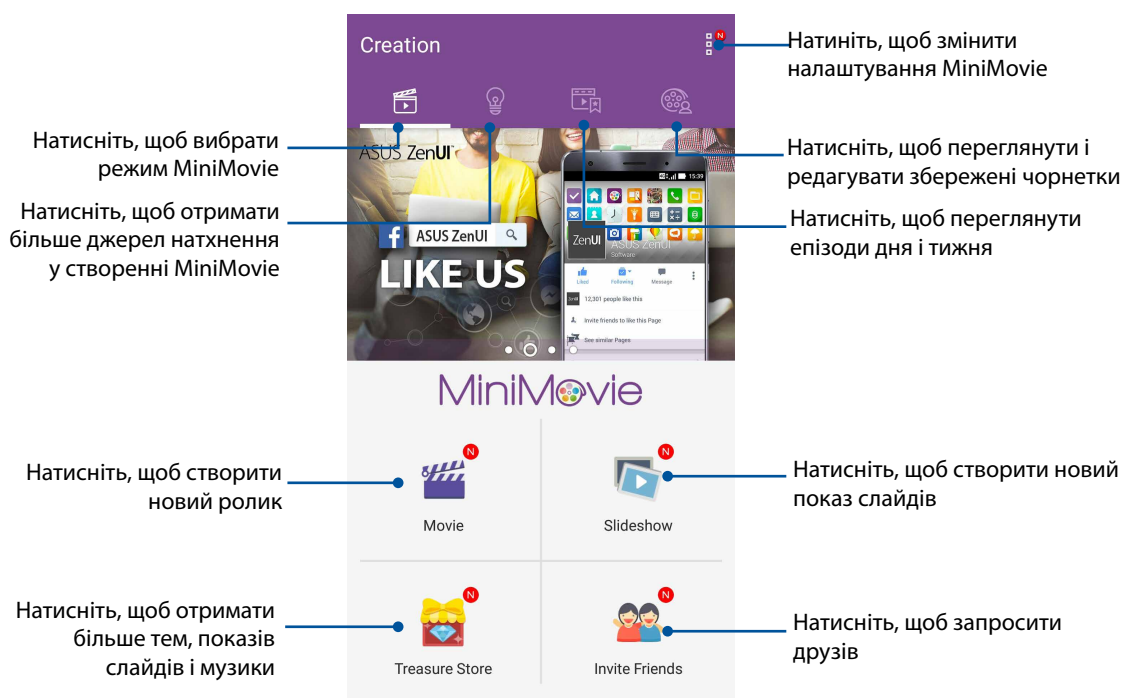 Creation
N
Натиніть, щоб змінити
налаштування MiniMovie
Натисніть, щоб вибрати
режим MiniMovie
Натисніть, щоб отримати
більше джерел натхнення
у створенні MiniMovie
Натисніть, щоб переглянути і
редагувати збережені чорнетки
Натисніть, щоб переглянути
епізоди дня і тижня
ASUS ZenUI
ASUS ZenUI
LIKE US
15:39
ZenUI
ASUS ZenUI
Software
Liked
Following
Message
ZenUI
12,301 people like this
Invite friends to like this Page
See similar Pages
MiniMovie
Натисніть, щоб створити
новий ролик
N
Movie
N
Slideshow
Натисніть, щоб створити новий
показ слайдів
Натисніть, щоб отримати
більше тем, показів
слайдів і музики
N
Treasure Store
N
Invite Friends
Натисніть, щоб запросити
друзів